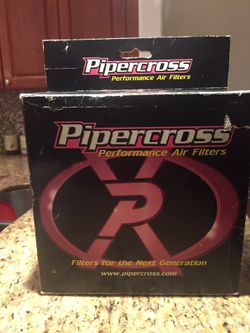 Pipercross
Performance Air Filters
Pipercross
Performance Air Filters
P
Filters for the Next Generation
www.pipercross.com